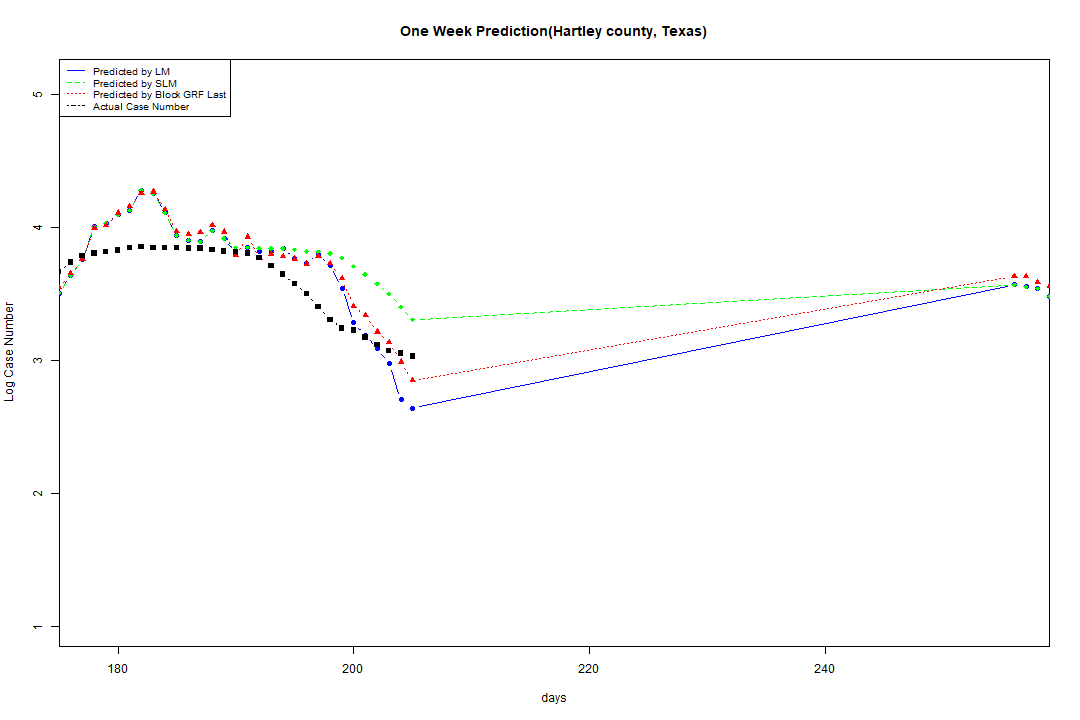 One Week Prediction(Hartley county, Texas)
Predicted by LM
Predicted by SLM
Predicted by Block GRF Last
Actual Case Number
5
4
3
2
1
Log Case Number
180
200
220
240
days